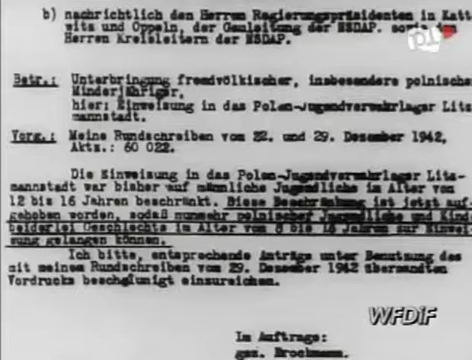 b) nachrichtlich den Herren Regierungspräsidenten in Katt
witz und Oppeln, der Gauleitung der NSDAP. sowie den
Herren Kreisleitern der NSDAP.
Betr.: Unterbringung fremdvölkischer, insbesondere polnische
Minderjähriger,
hier: Einweisung in das Polen-Jugendverwahrlager Litz
mannstadt.
Vorg.: Meine Rundschreiben vom 22. und 29. Dezember 1942,
Aktz.: 60 022.
Die Einweisung in das Polen-Jugendverwahrlager Litz-
mannstadt war bisher auf männliche Jugendliche im Alter von
12 bis 16 Jahren beschränkt. Diese Beschränkung ist jetzt auf-
gehoben worden, sodaß nunmehr polnischer Jugendliche und Kind
beiderlei Geschlechts im Alter von 8 bis 16 Jahren zur Einwei-
sung gelangen können.
Ich bitte, entsprechende Anträge unter Benutzung des
mit meinem Rundschreiben vom 29. Dezember 1942 übersandten
Vordrucks beschleunigt einzureichen.
WFDiF
Im Auftrage:
gez. Brockmann.